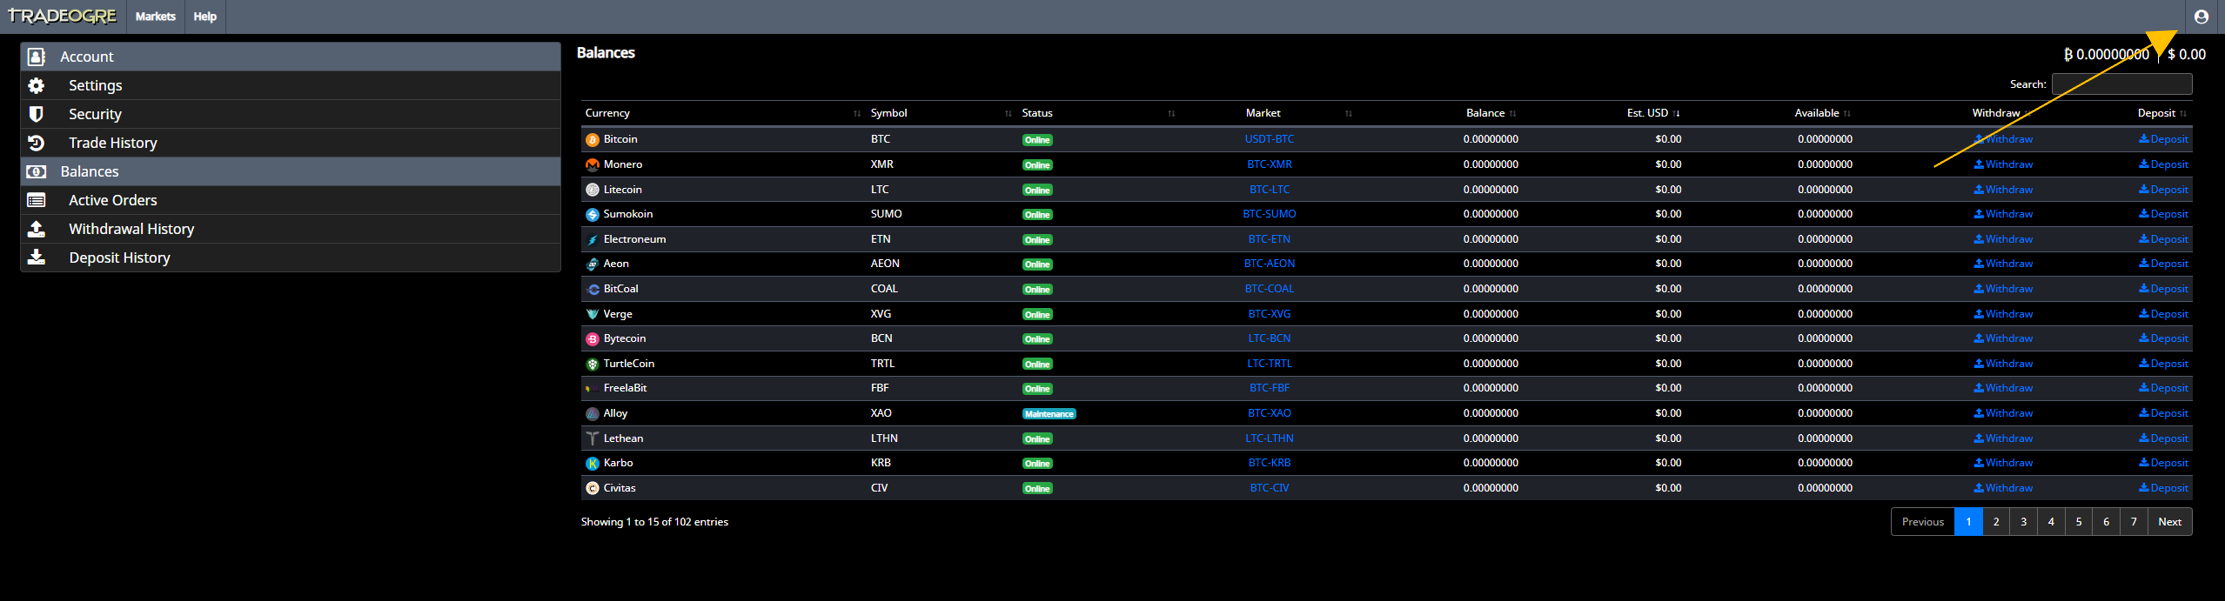 TRADEOGRE Markets Help
Account
Settings
Security
Trade History
Balances
Active Orders
Withdrawal History
Deposit History
Balances
₿ 0.00000000 | $ 0.00
Search:
Currency Symbol Status Market Balance Est. USD Available Withdraw Deposit
Bitcoin BTC Online USDT-BTC 0.00000000 $0.00 0.00000000 Withdraw Deposit
Monero XMR Online BTC-XMR 0.00000000 $0.00 0.00000000 Withdraw Deposit
Litecoin LTC Online BTC-LTC 0.00000000 $0.00 0.00000000 Withdraw Deposit
Sumokoin SUMO Online BTC-SUMO 0.00000000 $0.00 0.00000000 Withdraw Deposit
Electroneum ETN Online BTC-ETN 0.00000000 $0.00 0.00000000 Withdraw Deposit
Aeon AEON Online BTC-AEON 0.00000000 $0.00 0.00000000 Withdraw Deposit
BitCoal COAL Online BTC-COAL 0.00000000 $0.00 0.00000000 Withdraw Deposit
Verge XVG Online BTC-XVG 0.00000000 $0.00 0.00000000 Withdraw Deposit
Bytecoin BCN Online LTC-BCN 0.00000000 $0.00 0.00000000 Withdraw Deposit
TurtleCoin TRTL Online LTC-TRTL 0.00000000 $0.00 0.00000000 Withdraw Deposit
FreelaBit FBF Online BTC-FBF 0.00000000 $0.00 0.00000000 Withdraw Deposit
Alloy XAO Maintenance BTC-XAO 0.00000000 $0.00 0.00000000 Withdraw Deposit
Lethean LTHN Online LTC-LTHN 0.00000000 $0.00 0.00000000 Withdraw Deposit
Karbo KRB Online BTC-KRB 0.00000000 $0.00 0.00000000 Withdraw Deposit
Civitas CIV Online BTC-CIV 0.00000000 $0.00 0.00000000 Withdraw Deposit
Showing 1 to 15 of 102 entries
Previous 1 2 3 4 5 6 7 Next